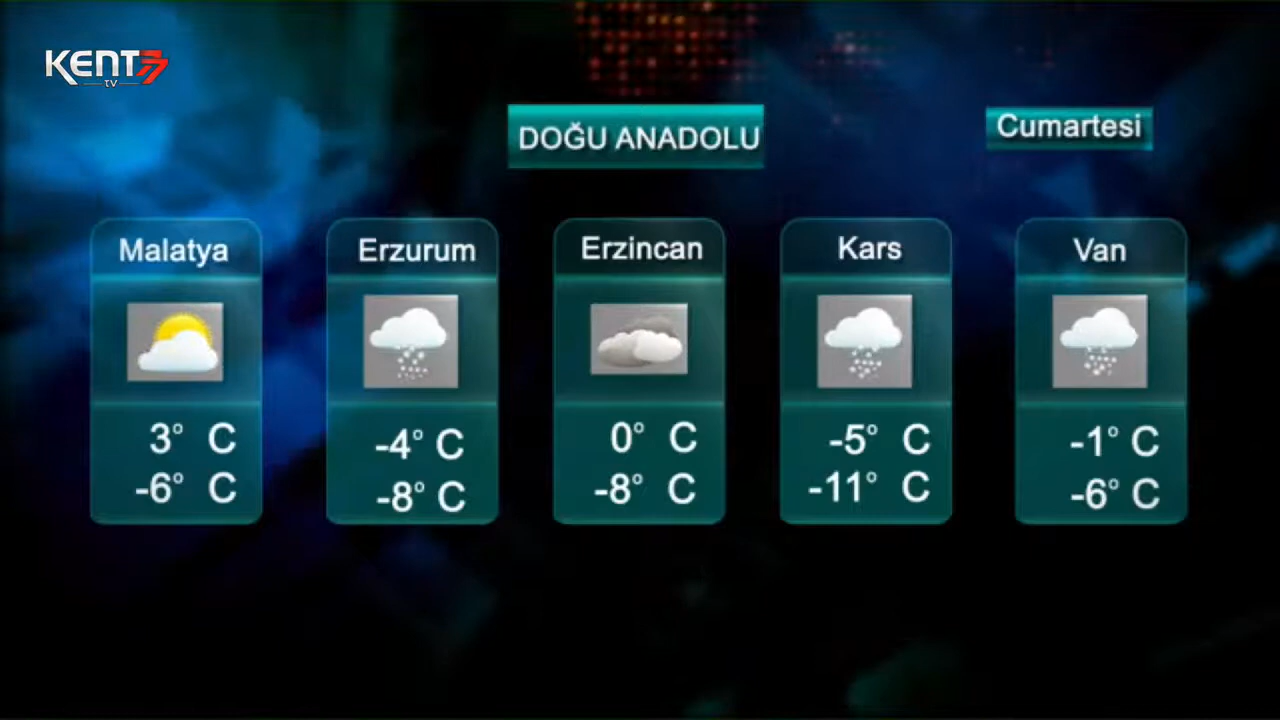 KENT 77
TV
DOĞU ANADOLU
Cumartesi
Malatya
3° C
-6° C
Erzurum
-4° C
-8° C
Erzincan
0° C
-8° C
Kars
-5° C
-11° C
Van
-1° C
-6° C